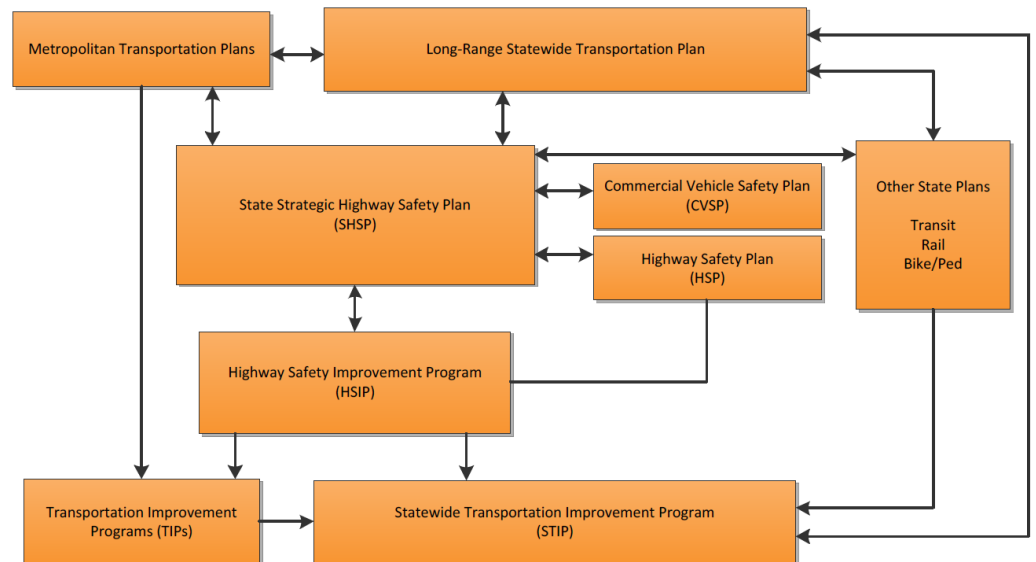 Metropolitan Transportation Plans
Long-Range Statewide Transportation Plan
State Strategic Highway Safety Plan
(SHSP)
Commercial Vehicle Safety Plan
(CVSP)
Highway Safety Plan
(HSP)
Other State Plans
Transit
Rail
Bike/Ped
Highway Safety Improvement Program
(HSIP)
Transportation Improvement
Programs (TIPs)
Statewide Transportation Improvement Program
(STIP)